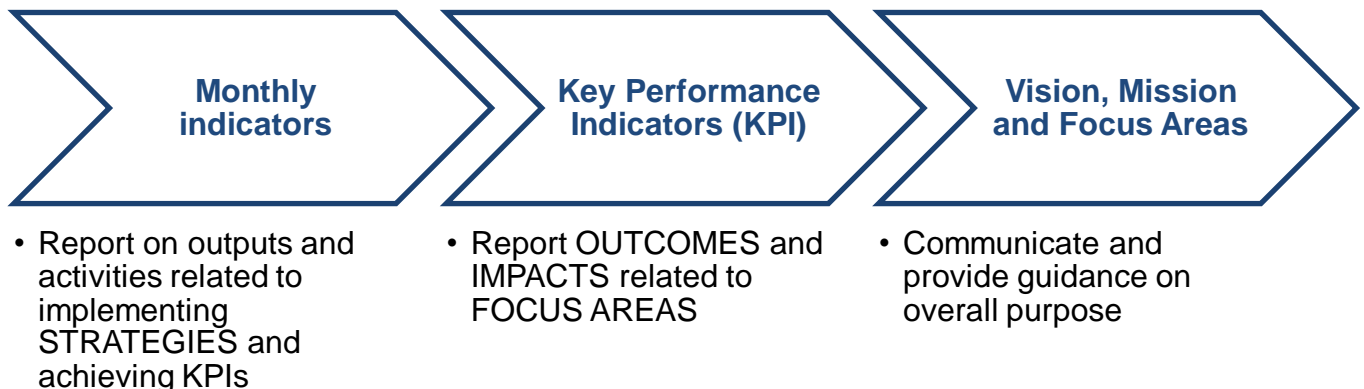 Monthly
indicators
Key Performance
Indicators (KPI)
Vision, Mission
and Focus Areas
• Report on outputs and
activities related to
implementing
STRATEGIES and
achieving KPIs
• Report OUTCOMES and
IMPACTS related to
FOCUS AREAS
• Communicate and
provide guidance on
overall purpose